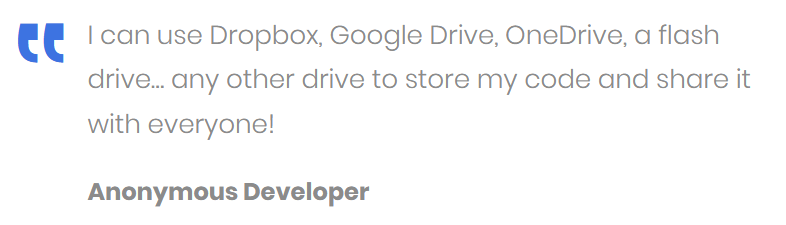 I can use Dropbox, Google Drive, OneDrive, a flash
drive... any other drive to store my code and share it
with everyone!
Anonymous Developer